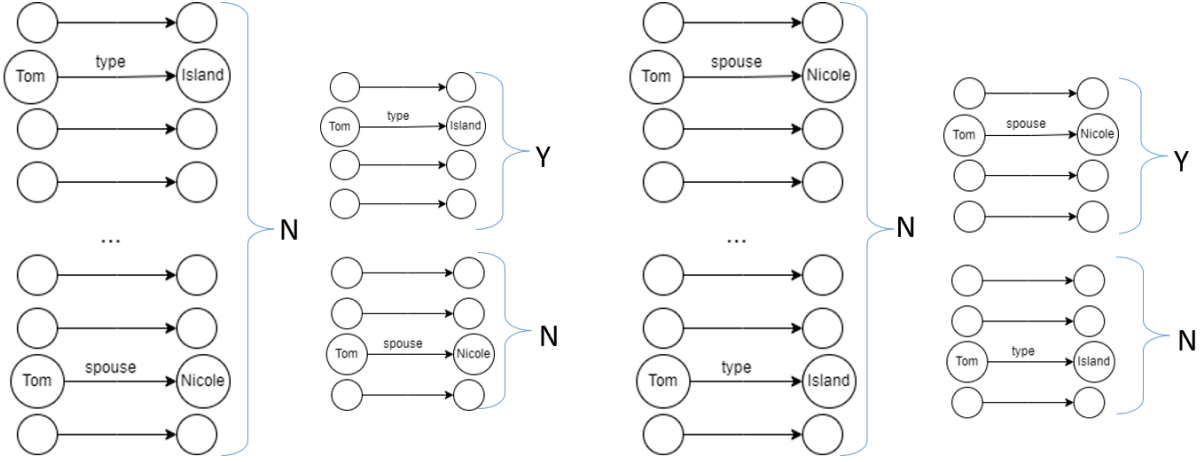 type
Tom
Island
...
spouse
Tom
Nicole
N
type
Tom
Island
Y
spouse
Tom
Nicole
N
spouse
Tom
Nicole
...
type
Tom
Island
N
spouse
Tom
Nicole
Y
type
Tom
Island
N